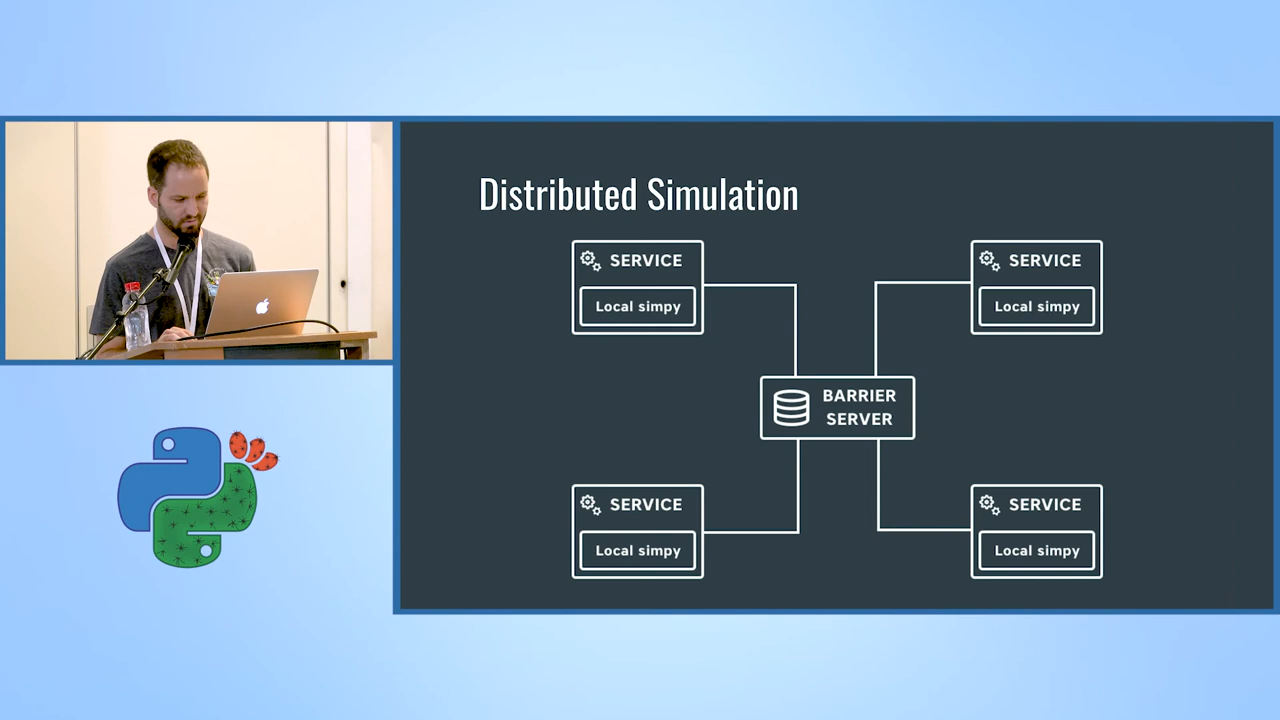 Distributed Simulation
SERVICE
Local simpy
SERVICE
Local simpy
BARRIER
SERVER
SERVICE
Local simpy
SERVICE
Local simpy